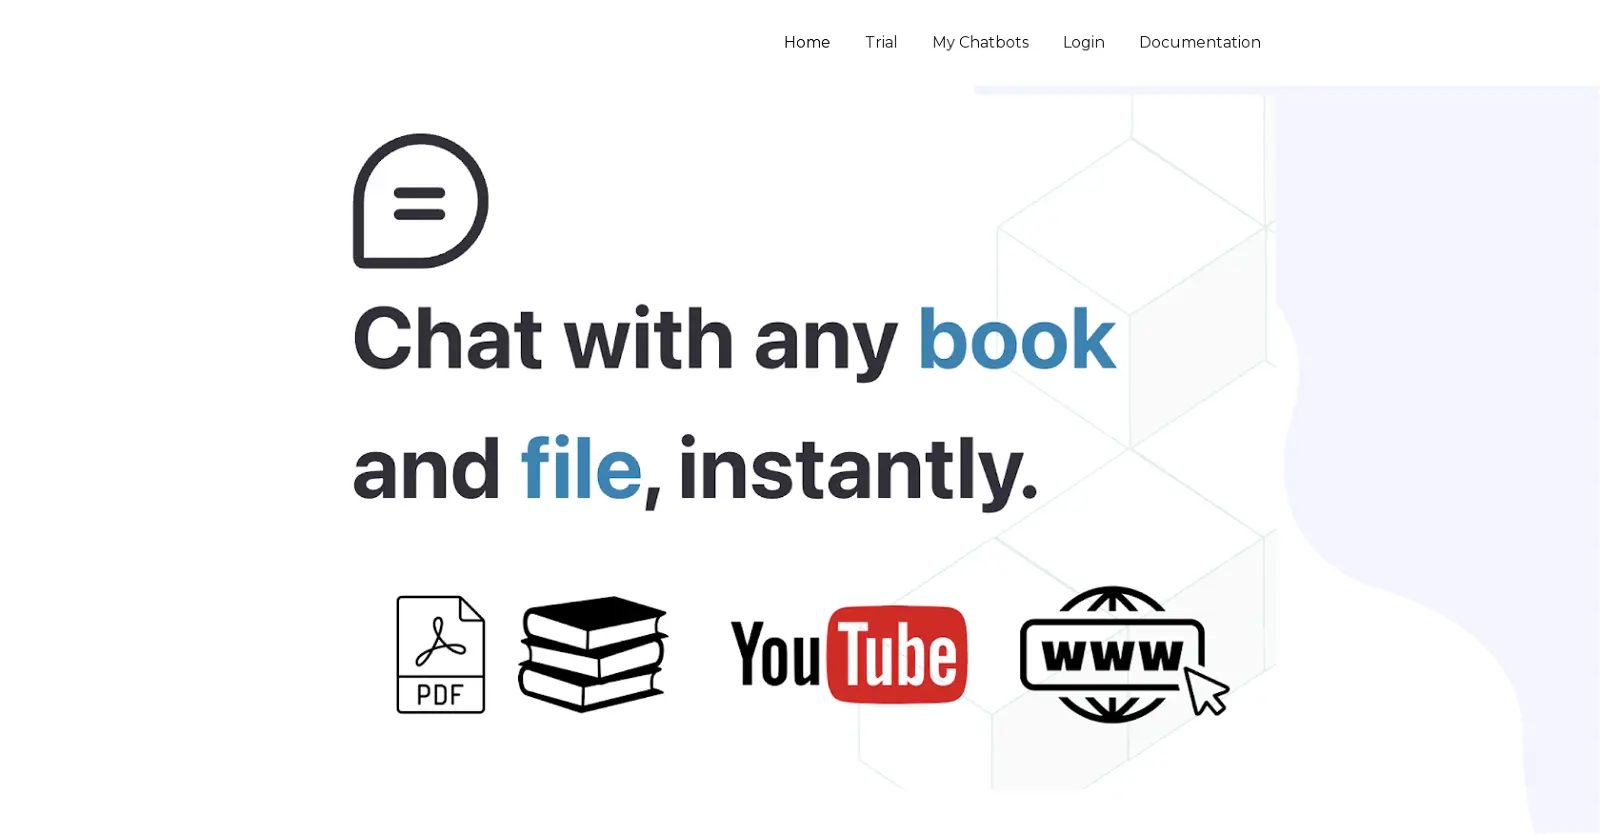 Home Trial My Chatbots Login Documentation
Chat with any book
and file, instantly.
PDF YouTube www